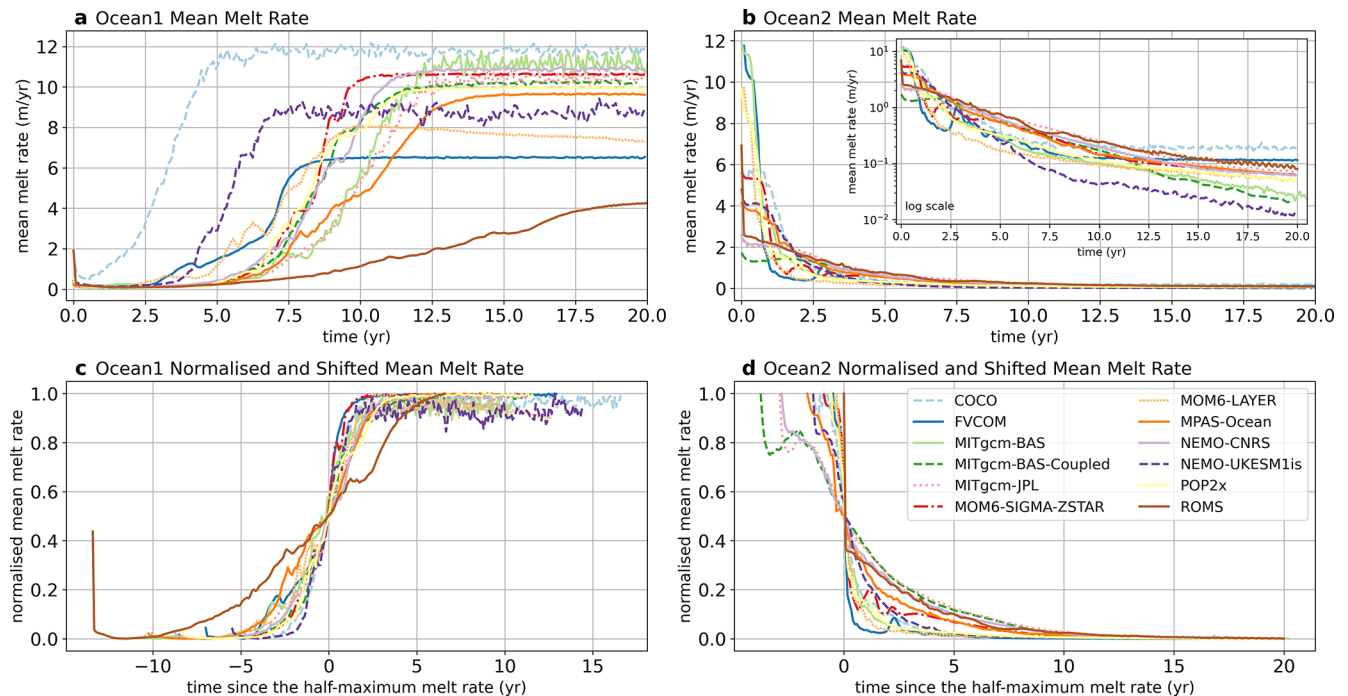 a Ocean1 Mean Melt Rate
mean melt rate (m/yr)
12
10
8
6
4
2
0
0.0 2.5 5.0 7.5 10.0 12.5 15.0 17.5 20.0
time (yr)
b Ocean2 Mean Melt Rate
mean melt rate (m/yr)
12
10
8
6
4
2
0
0.0 2.5 5.0 7.5 10.0 12.5 15.0 17.5 20.0
time (yr)
mean melt rate (m/yr)
10¹
10⁰
10⁻¹
10⁻²
log scale
0.0 2.5 5.0 7.5 10.0 12.5 15.0 17.5 20.0
time (yr)
c Ocean1 Normalised and Shifted Mean Melt Rate
normalised mean melt rate
1.0
0.8
0.6
0.4
0.2
0.0
−10 −5 0 5 10 15
time since the half-maximum melt rate (yr)
d Ocean2 Normalised and Shifted Mean Melt Rate
normalised mean melt rate
1.0
0.8
0.6
0.4
0.2
0.0
0 5 10 15 20
time since the half-maximum melt rate (yr)
COCO
FVCOM
MITgcm-BAS
MITgcm-BAS-Coupled
MITgcm-JPL
MOM6-SIGMA-ZSTAR
MOM6-LAYER
MPAS-Ocean
NEMO-CNRS
NEMO-UKESM1is
POP2x
ROMS